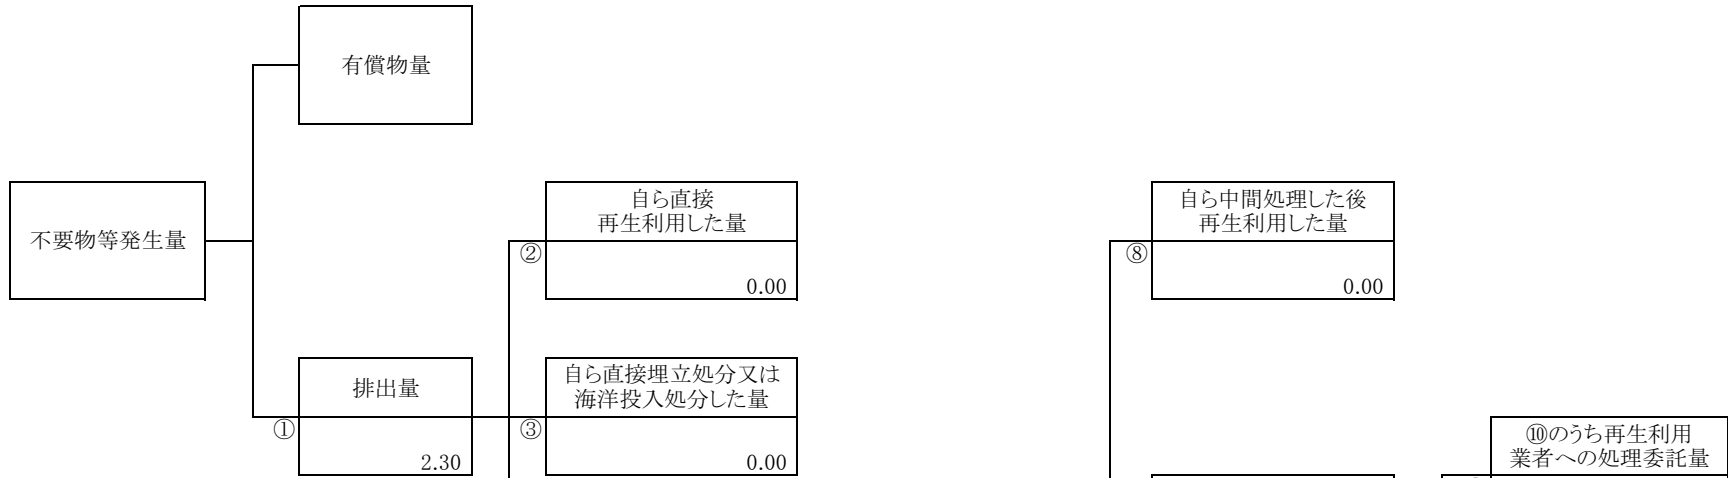 有償物量
不要物等発生量
自ら直接
再生利用した量
②
0.00
自ら中間処理した後
再生利用した量
⑧
0.00
排出量
①
2.30
自ら直接埋立処分又は
海洋投入処分した量
③
0.00
⑩のうち再生利用
業者への処理委託量